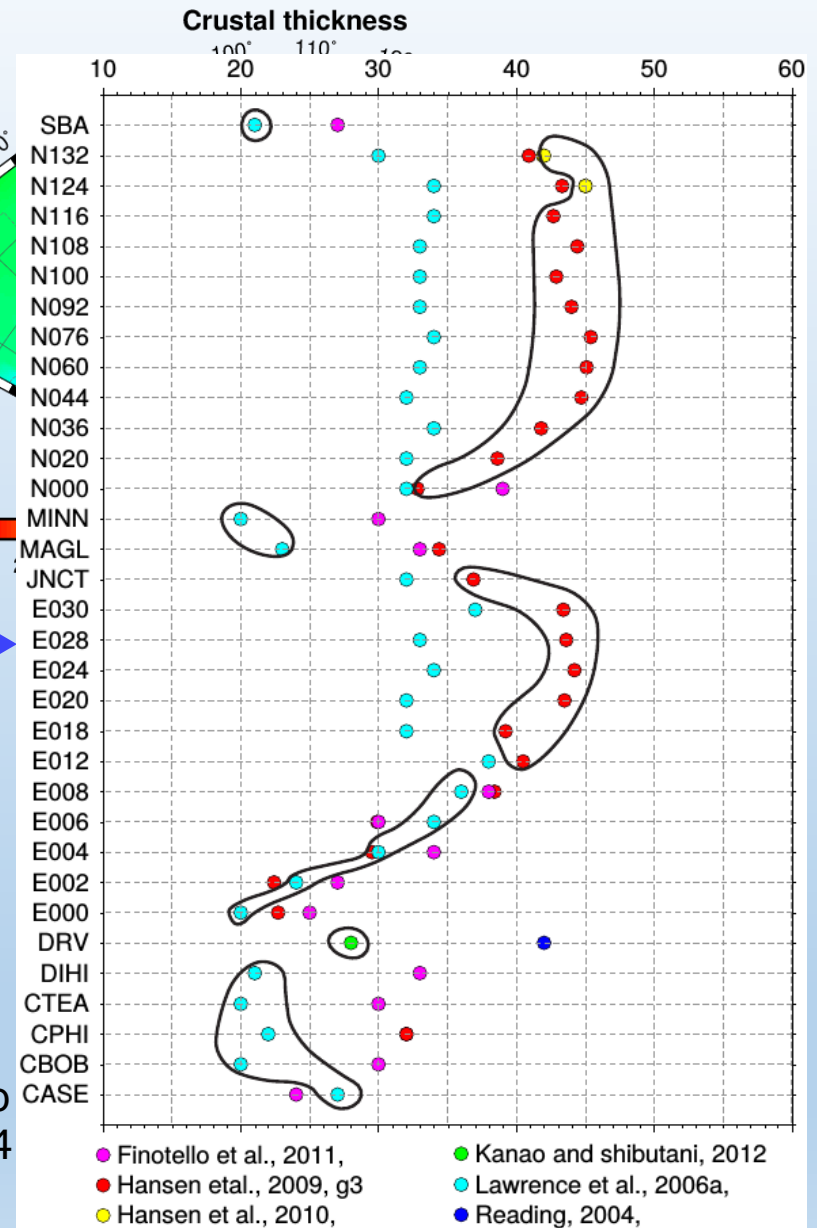 Crustal thickness
100° 110°
10 20 30 40 50 60
SBA
N132
N124
N116
N108
N100
N092
N076
N060
N044
N036
N020
N000
MINN
MAGL
JNCT
E030
E028
E024
E020
E018
E012
E008
E006
E004
E002
E000
DRV
DIHI
CTEA
CPHI
CBOB
CASE
4
Finotello et al., 2011, Kanao and shibutani, 2012
Hansen etal., 2009, g3 Lawrence et al., 2006a,
Hansen et al., 2010, Reading, 2004,